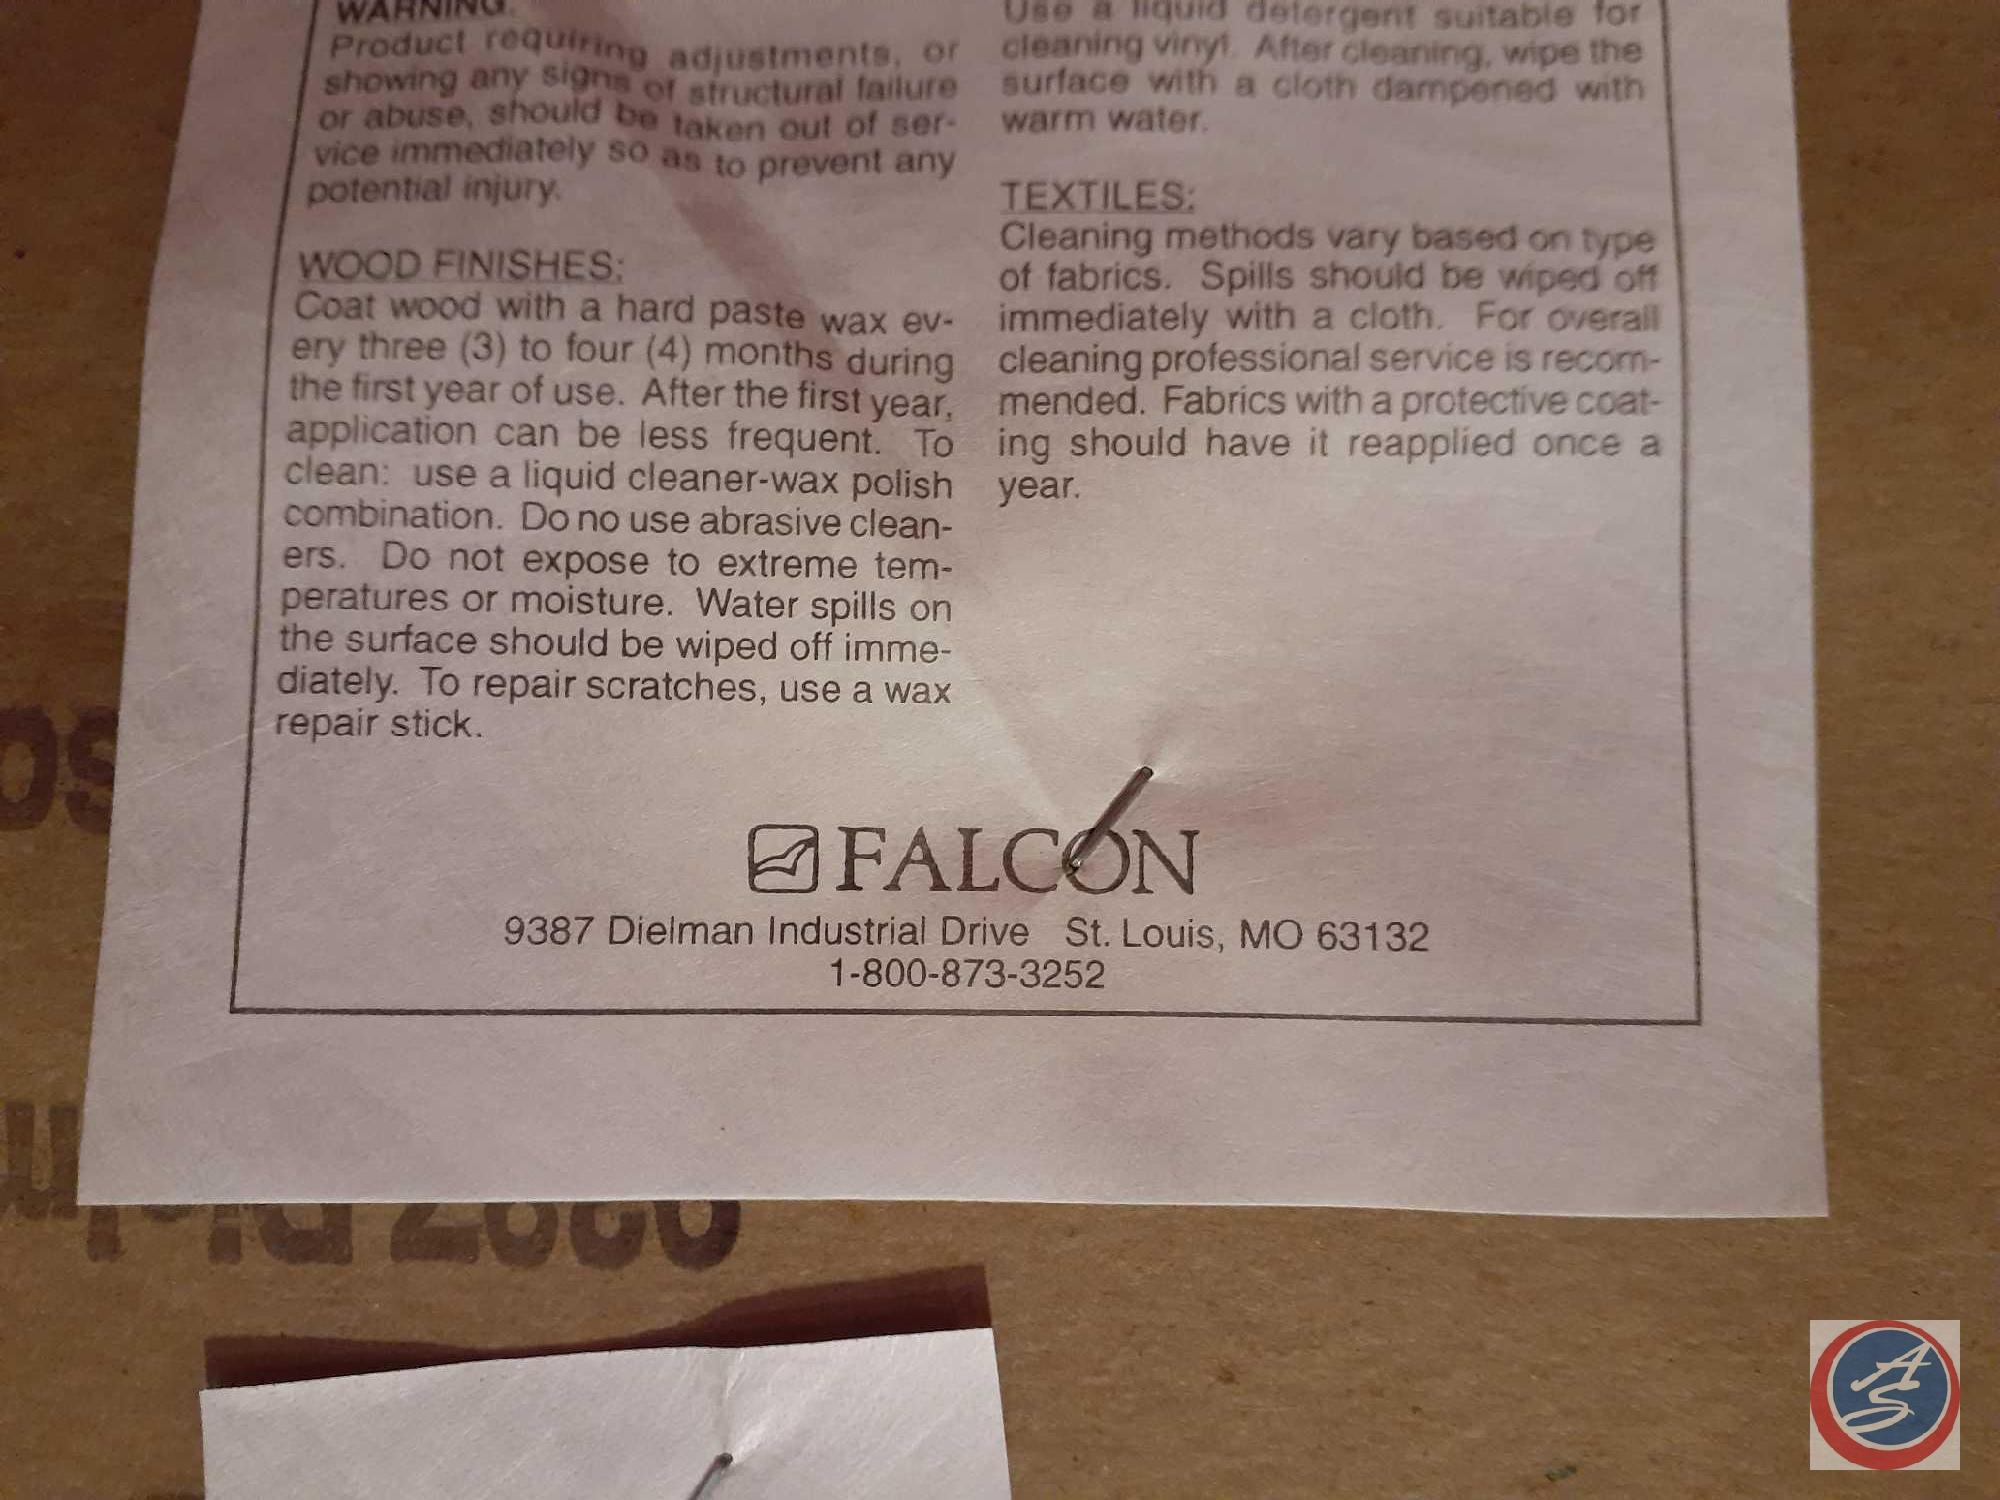 WARNING:
Product requiring adjustments, or
showing any signs of structural failure
or abuse, should be taken out of ser-
vice immediately so as to prevent any
potential injury.
WOOD FINISHES:
Coat wood with a hard paste wax ev-
ery three (3) to four (4) months during
the first year of use. After the first year,
application can be less frequent. To
clean: use a liquid cleaner-wax polish
combination. Do no use abrasive clean-
ers. Do not expose to extreme tem-
peratures or moisture. Water spills on
the surface should be wiped off imme-
diately. To repair scratches, use a wax
repair stick.
Use a liquid detergent suitable for
cleaning vinyl. After cleaning, wipe the
surface with a cloth dampened with
warm water.
TEXTILES:
Cleaning methods vary based on type
of fabrics. Spills should be wiped off
immediately with a cloth. For overall
cleaning professional service is recom-
mended. Fabrics with a protective coat-
ing should have it reapplied once a
year.
FALCON
9387 Dielman Industrial Drive St. Louis, MO 63132
1-800-873-3252
AS